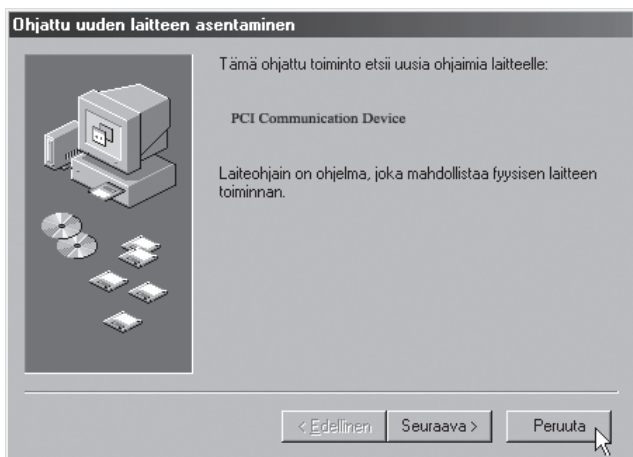 Ohjattu uuden laitteen asentaminen
Tämä ohjattu toiminto etsii uusia ohjaimia laitteelle:
PCI Communication Device
Laiteohjain on ohjelma, joka mahdollistaa fyysisen laitteen
toiminnan.
< Edellinen
Seuraava >
Peruuta